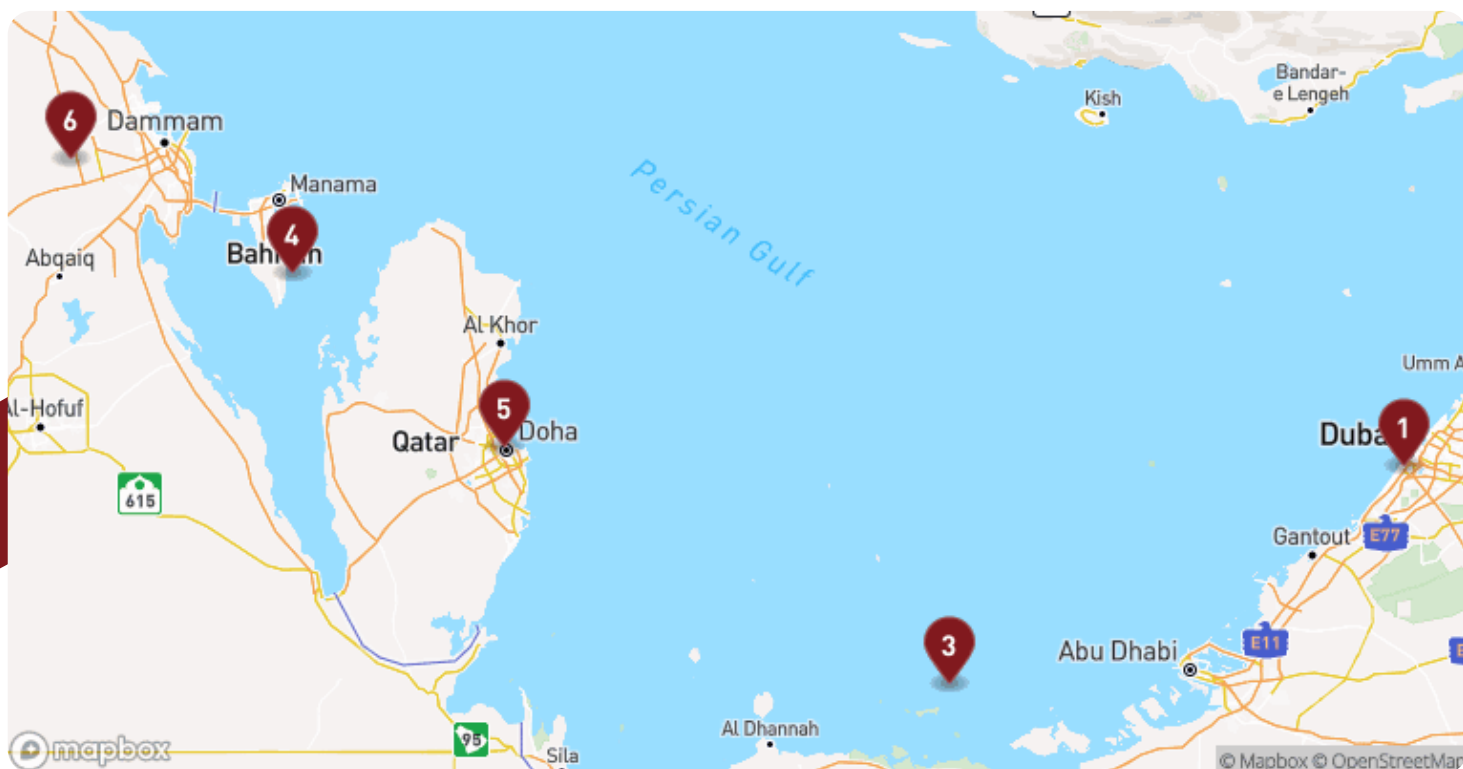 Bandar-
e Lengeh
Kish
6
Dammam
Persian Gulf
Manama
4
Abqaiq
Al Khor
Umm A
5
Al-Hofuf
Qatar
Doha
1
615
E77
Gantout
3
Abu Dhabi
E11
Al Dhannah
95
Sila
mapbox
© Mapbox © OpenStreetMap